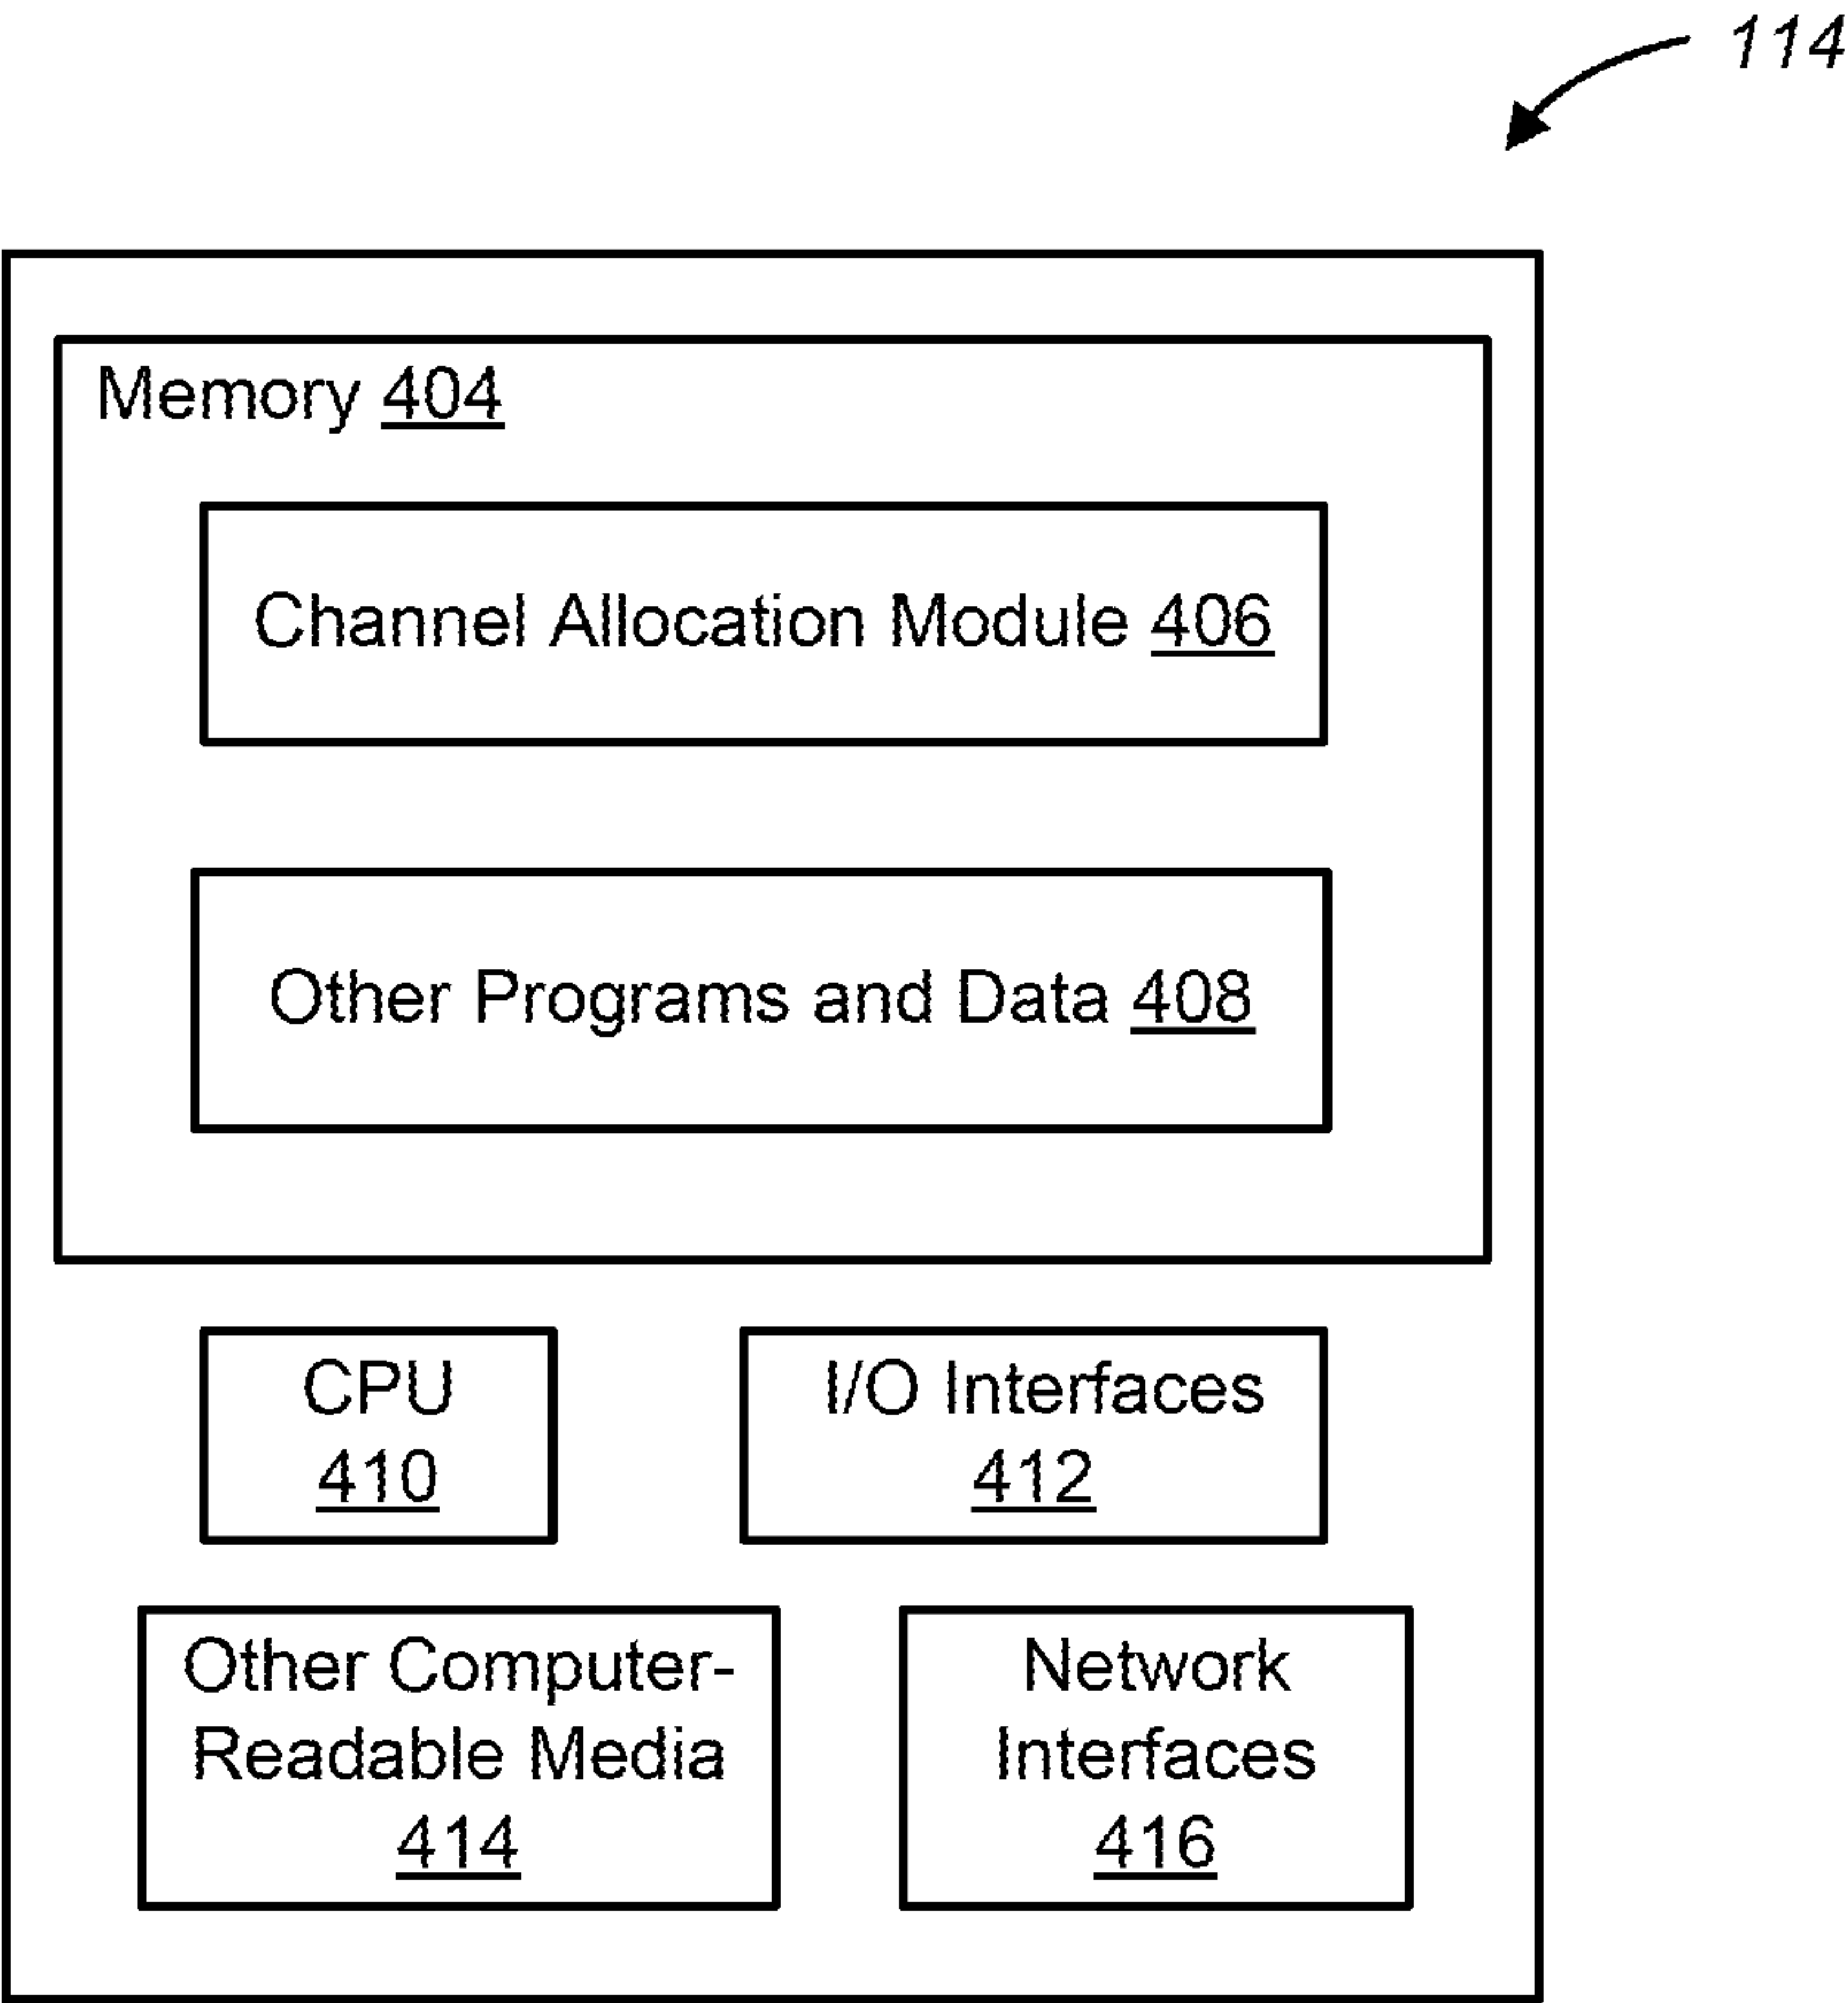 114
Memory 404
Channel Allocation Module 406
Other Programs and Data 408
CPU
410
I/O Interfaces
412
Other Computer-
Readable Media
414
Network
Interfaces
416